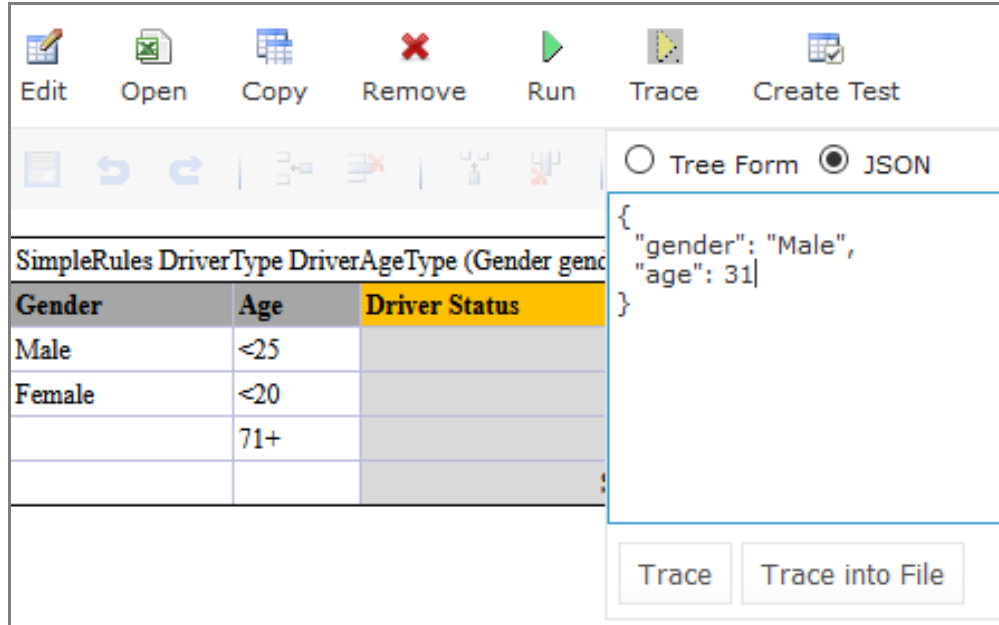 Edit Open Copy Remove Run Trace Create Test
Tree Form JSON
{
"gender": "Male",
"age": 31
}
SimpleRules DriverType DriverAgeType (Gender
Gender Age Driver Status
Male <25
Female <20
71+
Trace Trace into File